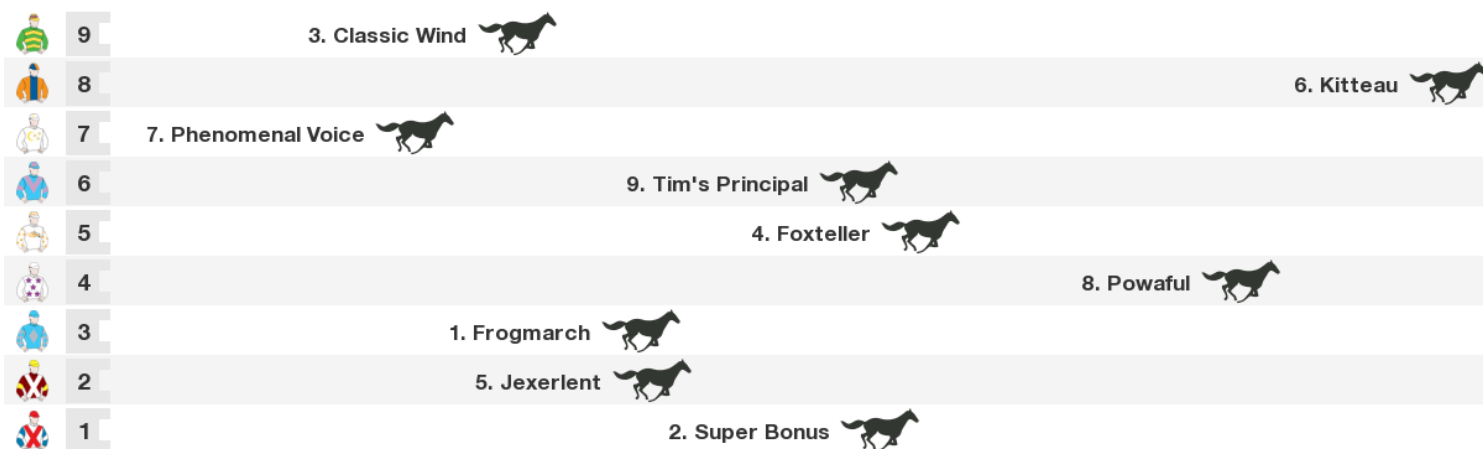 9 3. Classic Wind
8 6. Kitteau
7 7. Phenomenal Voice
6 9. Tim's Principal
5 4. Foxteller
4 8. Powaful
3 1. Frogmarch
2 5. Jexerlent
1 2. Super Bonus